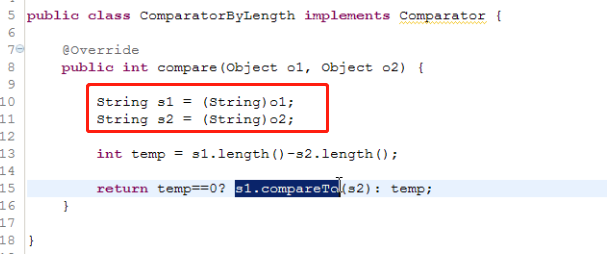 5 public class ComparatorByLength implements Comparator {
6
7 @Override
8 public int compare(Object o1, Object o2) {
9
10 String s1 = (String)o1;
11 String s2 = (String)o2;
12
13 int temp = s1.length()-s2.length();
14
15 return temp==0? s1.compareTo(s2): temp;
16 }
17
18 }